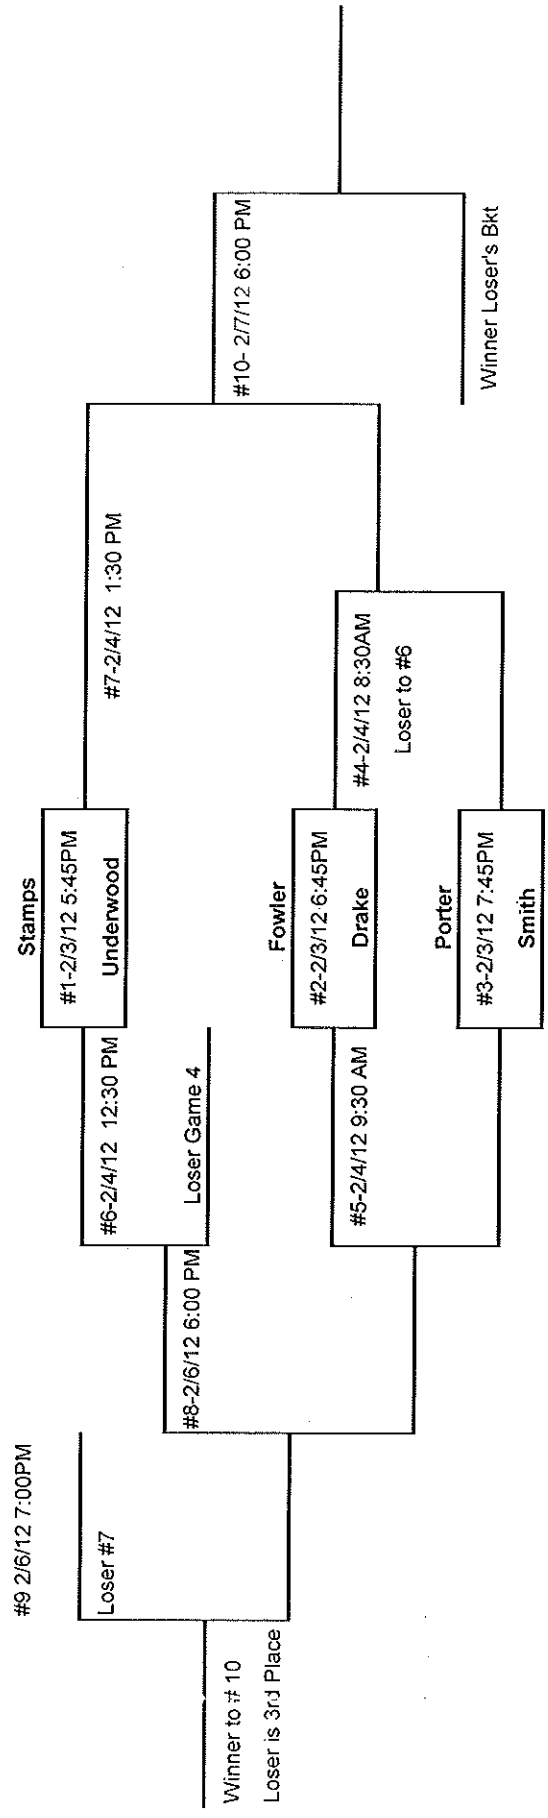 #9 2/6/12 7:00PM
Loser #7
Winner to # 10
Loser is 3rd Place
#8-2/6/12 6:00 PM
#6-2/4/12 12:30 PM
Loser Game 4
#5-2/4/12 9:30 AM
Stamps
#1-2/3/12 5:45PM
Underwood
Fowler
#2-2/3/12 6:45PM
Drake
Porter
#3-2/3/12 7:45PM
Smith
#7-2/4/12 1:30 PM
#4-2/4/12 8:30AM
Loser to #6
#10- 2/7/12 6:00 PM
Winner Loser's Bkt